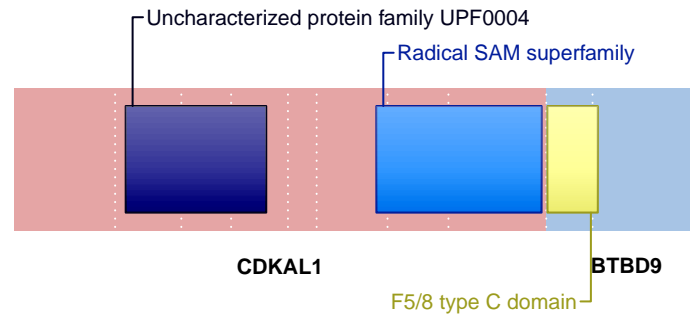 Uncharacterized protein family UPF0004
Radical SAM superfamily
CDKAL1
BTBD9
F5/8 type C domain